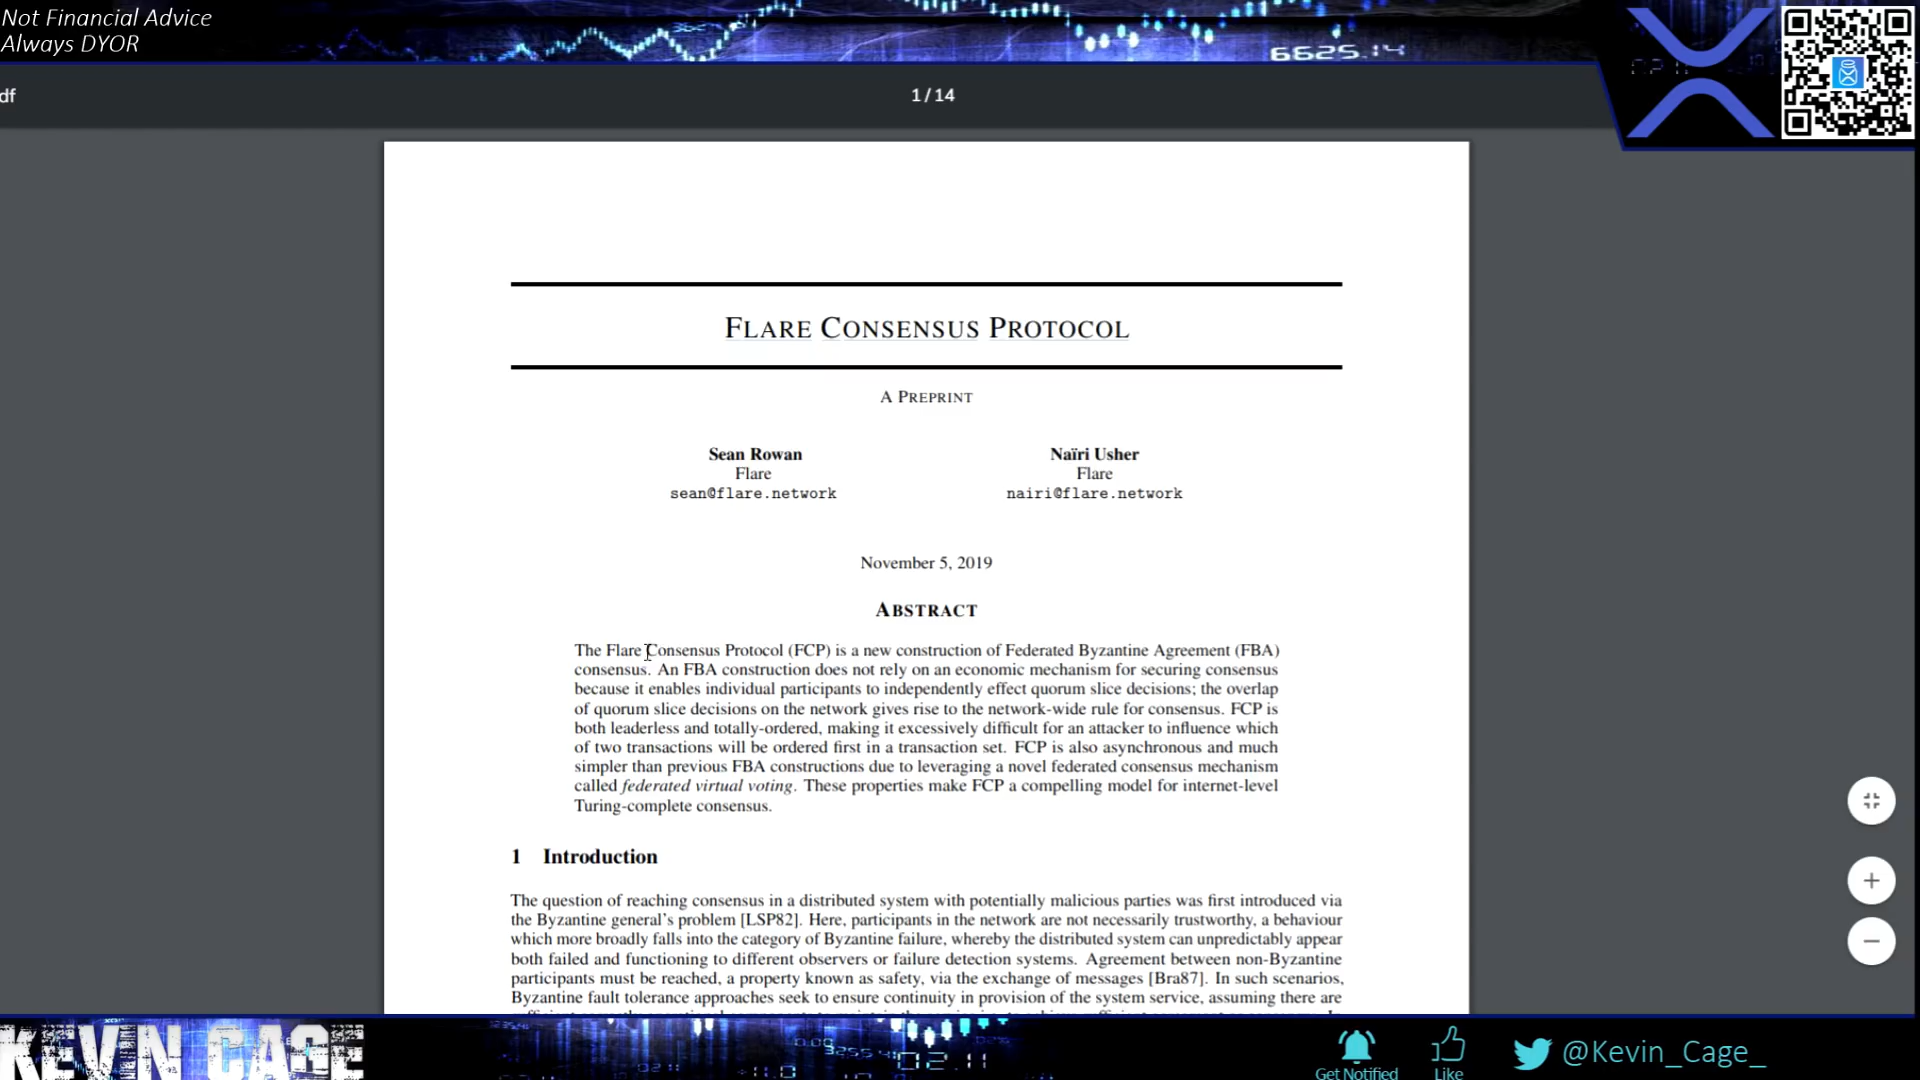 Not Financial Advice
Always DYOR
6625.14
df
1 / 14
FLARE CONSENSUS PROTOCOL
A PREPRINT
Sean Rowan
Flare
sean@flare.network
Naïri Usher
Flare
nairi@flare.network
November 5, 2019
ABSTRACT
The Flare Consensus Protocol (FCP) is a new construction of Federated Byzantine Agreement (FBA)
consensus. An FBA construction does not rely on an economic mechanism for securing consensus
because it enables individual participants to independently effect quorum slice decisions; the overlap
of quorum slice decisions on the network gives rise to the network-wide rule for consensus. FCP is
both leaderless and totally-ordered, making it excessively difficult for an attacker to influence which
of two transactions will be ordered first in a transaction set. FCP is also asynchronous and much
simpler than previous FBA constructions due to leveraging a novel federated consensus mechanism
called federated virtual voting. These properties make FCP a compelling model for internet-level
Turing-complete consensus.
1 Introduction
The question of reaching consensus in a distributed system with potentially malicious parties was first introduced via
the Byzantine general's problem [LSP82]. Here, participants in the network are not necessarily trustworthy, a behaviour
which more broadly falls into the category of Byzantine failure, whereby the distributed system can unpredictably appear
both failed and functioning to different observers or failure detection systems. Agreement between non-Byzantine
participants must be reached, a property known as safety, via the exchange of messages [Bra87]. In such scenarios,
Byzantine fault tolerance approaches seek to ensure continuity in provision of the system service, assuming there are
KEVIN CAGE
02.11
Get Notified
Like
@Kevin_Cage_